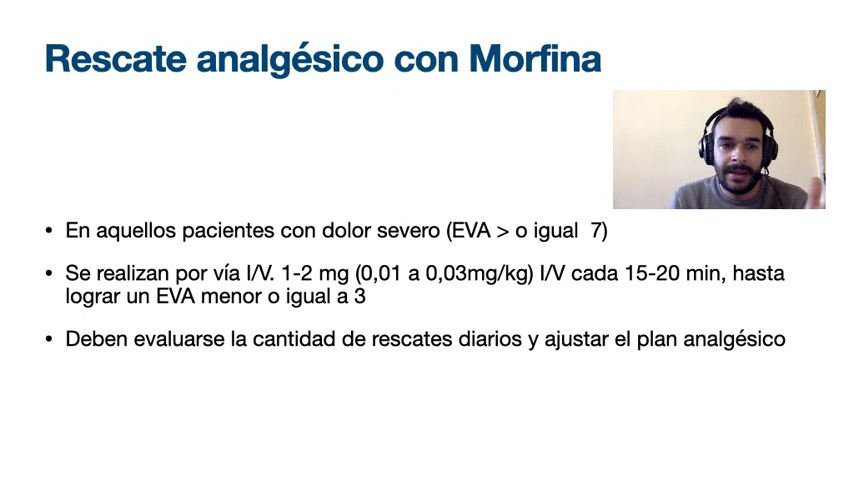 Rescate analgésico con Morfina
• En aquellos pacientes con dolor severo (EVA > o igual  7)
• Se realizan por vía I/V. 1-2 mg (0,01 a 0,03mg/kg) I/V cada 15-20 min, hasta
lograr un EVA menor o igual a 3
• Deben evaluarse la cantidad de rescates diarios y ajustar el plan analgésico